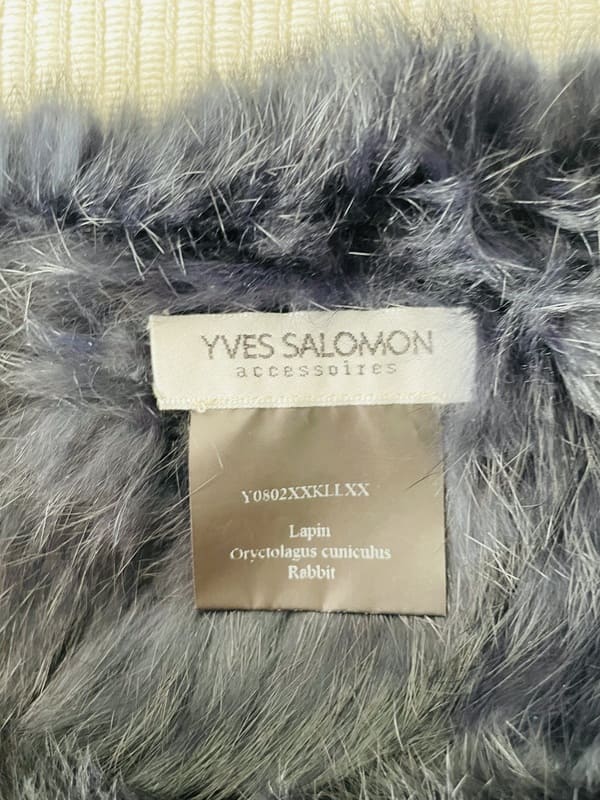 YVES SALOMON
accessoires
Y0802XXKLLXX
Lapin
Oryctolagus cuniculus
Rabbit